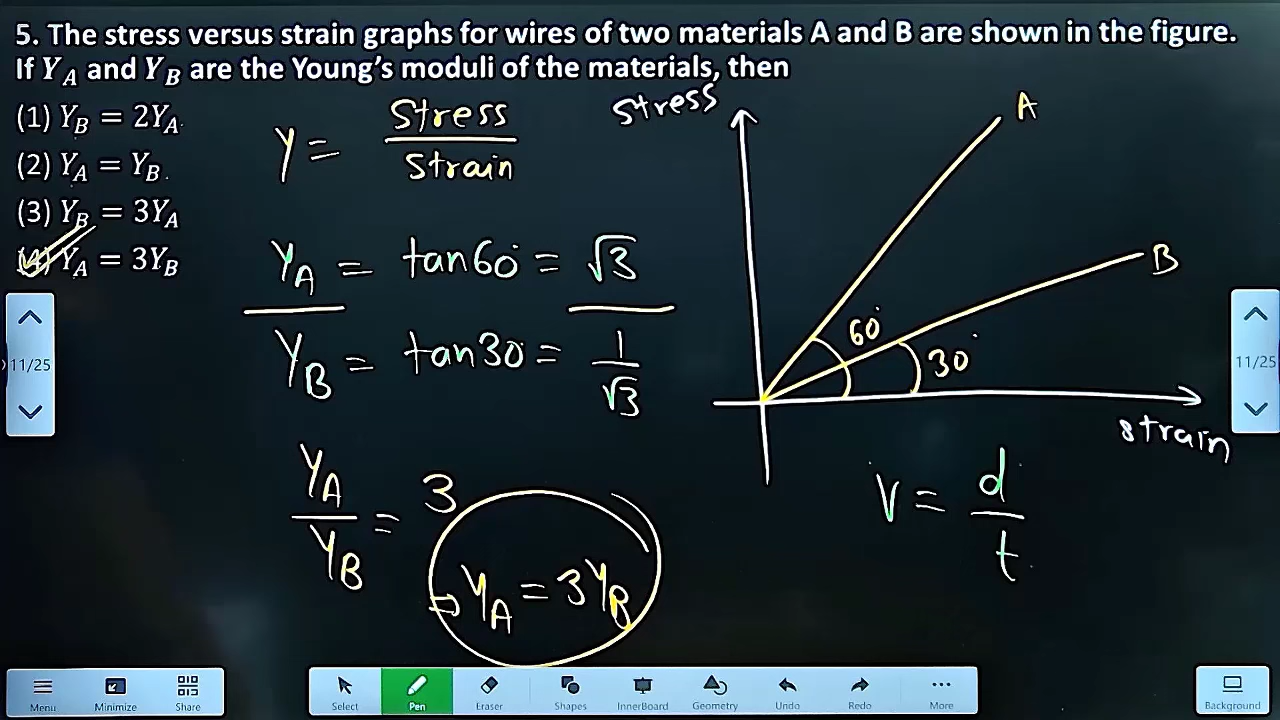 5. The stress versus strain graphs for wires of two materials A and B are shown in the figure.
If Y_A and Y_B are the Young's moduli of the materials, then
(1) Y_B = 2Y_A
(2) Y_A = Y_B.
(3) Y_B = 3Y_A
(4) Y_A = 3Y_B
Y = Stress / Strain
Y_A = tan60° = √3
Y_B = tan30 = 1/√3
Y_A / Y_B = 3
⇒ Y_A = 3Y_B
Stress
A
B
60°
30°
strain
V = d / t
11/25
11/25
Menu
Minimize
Share
Select
Pen
Eraser
Shapes
InnerBoard
Geometry
Undo
Redo
More
Background